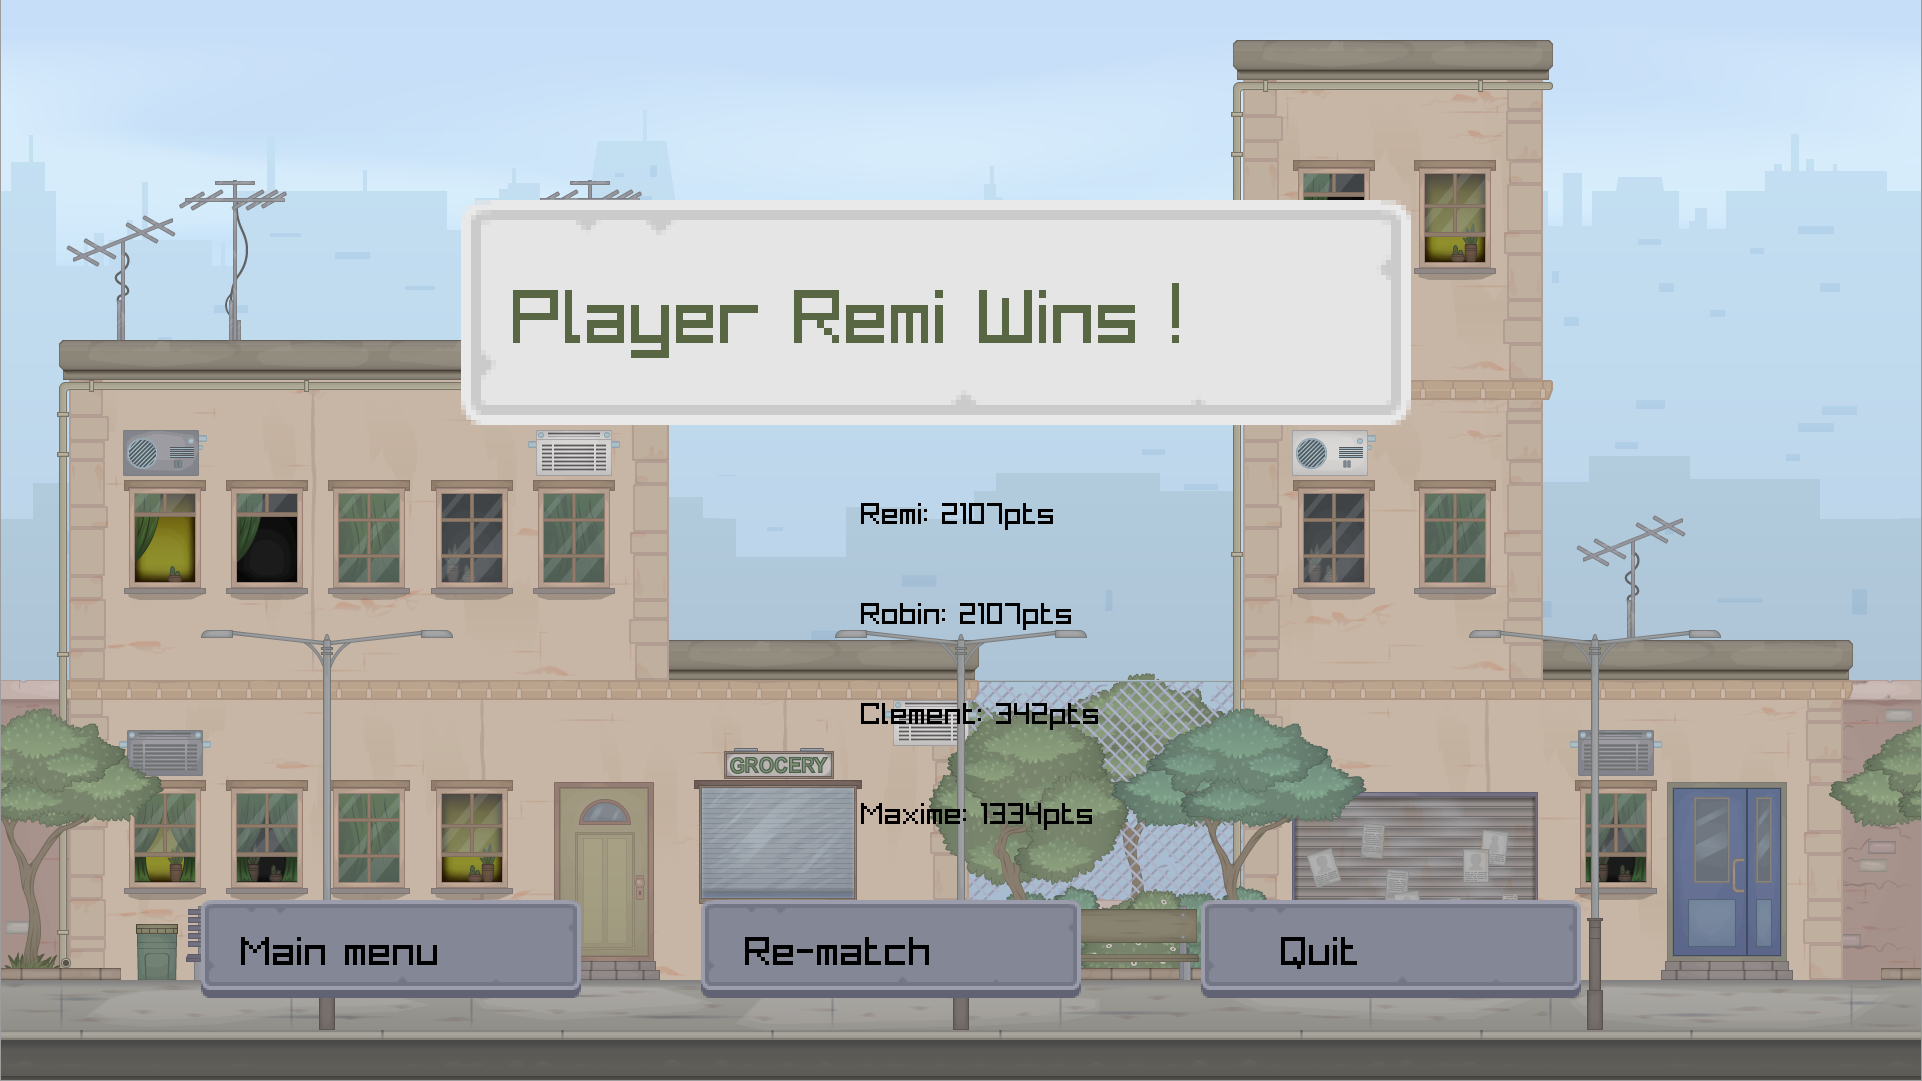 Player Remi Wins !
Remi: 2107pts
Robin: 2107pts
Clement: 342pts
GROCERY
Maxime: 1334pts
Main menu
Re-match
Quit